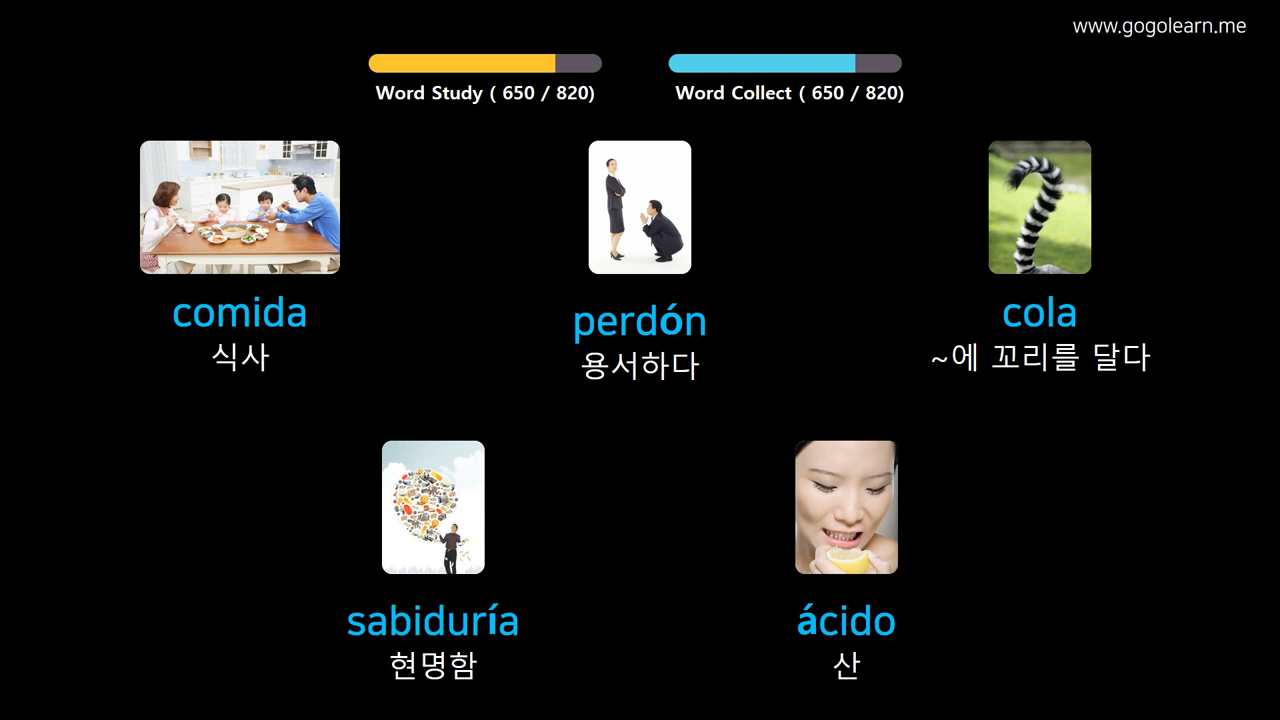 www.gogolearn.me
Word Study ( 650 / 820)
Word Collect ( 650 / 820)
comida
식사
perdón
용서하다
cola
~에 꼬리를 달다
sabiduría
현명함
ácido
산